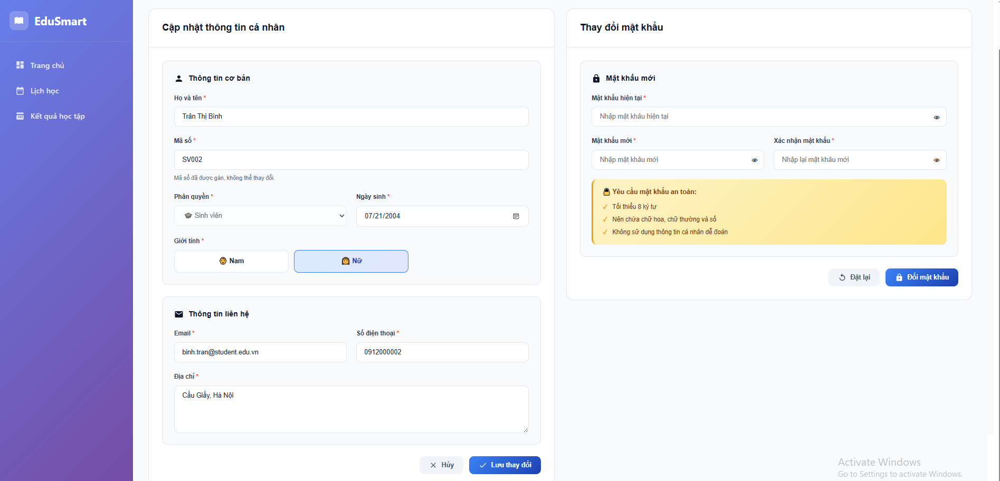 EduSmart
Trang chủ
Lịch học
Kết quả học tập
Cập nhật thông tin cá nhân
Thông tin cơ bản
Họ và tên *
Trần Thị Bình
Mã số *
SV002
Mã số đã được gán, không thể thay đổi.
Phân quyền *
Sinh viên
Ngày sinh *
07/21/2004
Giới tính *
Nam
Nữ
Thông tin liên hệ
Email *
binh.tran@student.edu.vn
Số điện thoại *
0912000002
Địa chỉ *
Cầu Giấy, Hà Nội
Hủy
Lưu thay đổi
Thay đổi mật khẩu
Mật khẩu mới
Mật khẩu hiện tại *
Nhập mật khẩu hiện tại
Mật khẩu mới *
Nhập mật khẩu mới
Xác nhận mật khẩu *
Nhập lại mật khẩu mới
Yêu cầu mật khẩu an toàn:
✓ Tối thiểu 8 ký tự
✓ Nên chứa chữ hoa, chữ thường và số
✓ Không sử dụng thông tin cá nhân dễ đoán
Đặt lại
Đổi mật khẩu
Activate Windows
Go to Settings to activate Windows.